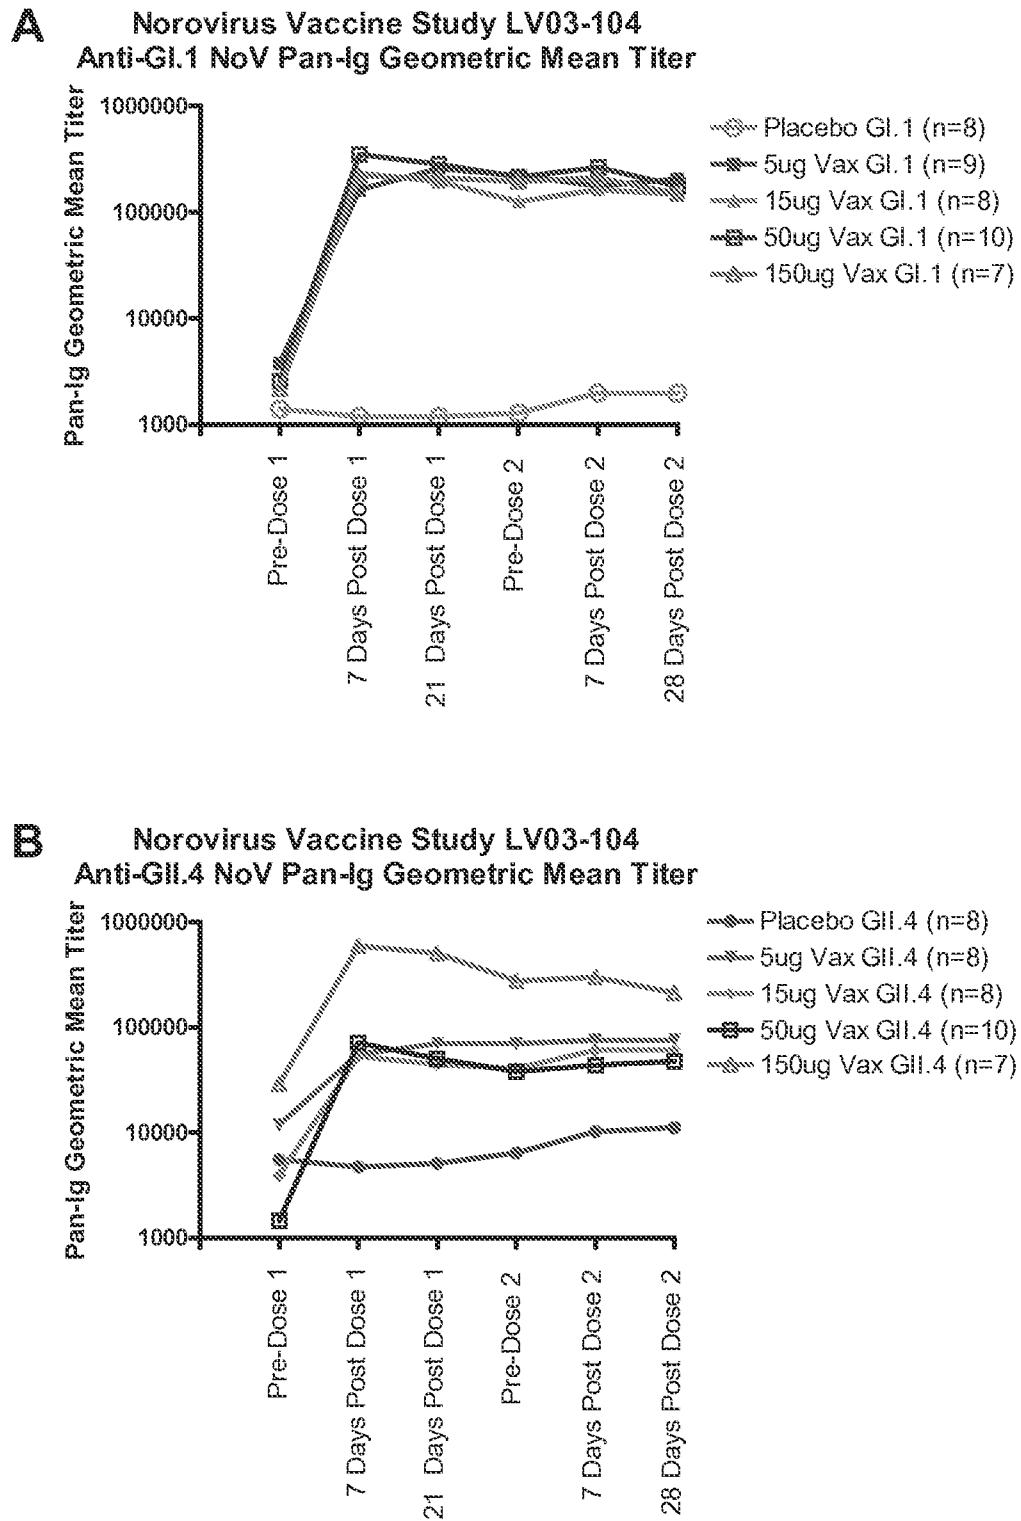 A
Norovirus Vaccine Study LV03-104
Anti-GI.1 NoV Pan-Ig Geometric Mean Titer
Pan-Ig Geometric Mean Titer
1000000
100000
10000
1000
Pre-Dose 1
7 Days Post Dose 1
21 Days Post Dose 1
Pre-Dose 2
7 Days Post Dose 2
28 Days Post Dose 2
Placebo GI.1 (n=8)
5ug Vax GI.1 (n=9)
15ug Vax GI.1 (n=8)
50ug Vax GI.1 (n=10)
150ug Vax GI.1 (n=7)
B
Norovirus Vaccine Study LV03-104
Anti-GII.4 NoV Pan-Ig Geometric Mean Titer
Pan-Ig Geometric Mean Titer
1000000
100000
10000
1000
Pre-Dose 1
7 Days Post Dose 1
21 Days Post Dose 1
Pre-Dose 2
7 Days Post Dose 2
28 Days Post Dose 2
Placebo GII.4 (n=8)
5ug Vax GII.4 (n=8)
15ug Vax GII.4 (n=8)
50ug Vax GII.4 (n=10)
150ug Vax GII.4 (n=7)